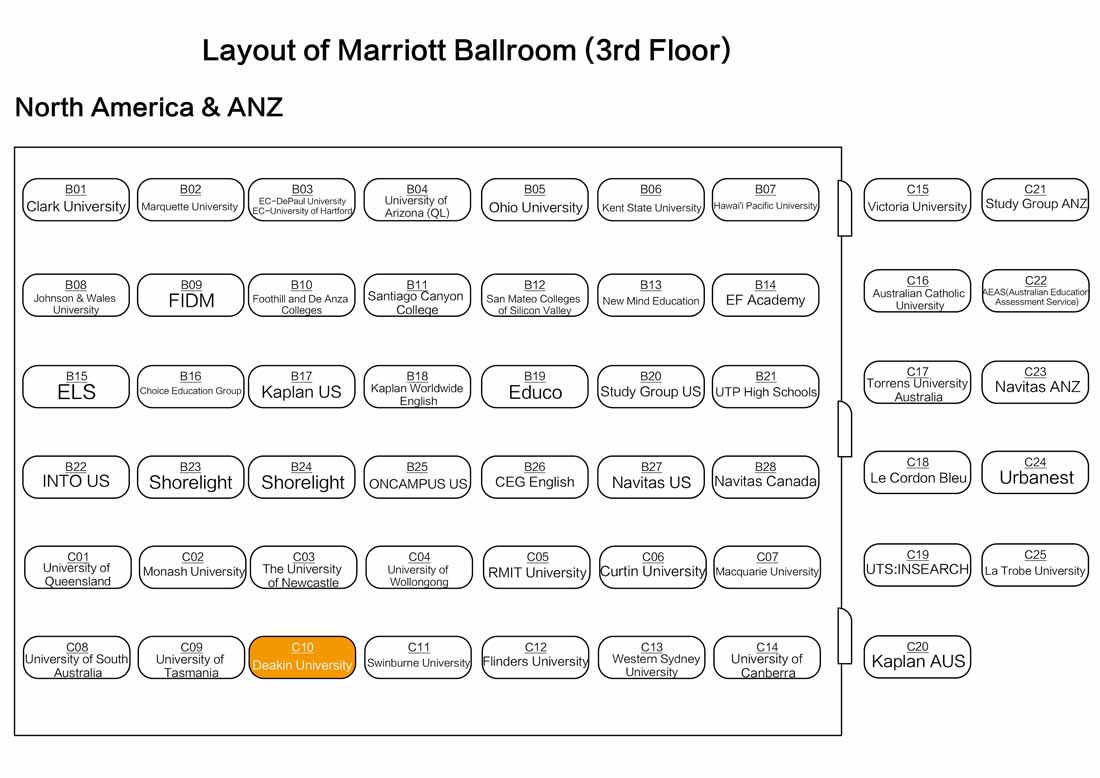 Layout of Marriott Ballroom (3rd Floor)
North America & ANZ
B01
Clark University
B02
Marquette University
B03
EC-DePaul University
EC-University of Hartford
B04
University of
Arizona (QL)
B05
Ohio University
B06
Kent State University
B07
Hawai'i Pacific University
C15
Victoria University
C21
Study Group ANZ
B08
Johnson & Wales
University
B09
FIDM
B10
Foothill and De Anza
Colleges
B11
Santiago Canyon
College
B12
San Mateo Colleges
of Silicon Valley
B13
New Mind Education
B14
EF Academy
C16
Australian Catholic
University
C22
AEAS(Australian Education
Assessment Service)
B15
ELS
B16
Choice Education Group
B17
Kaplan US
B18
Kaplan Worldwide
English
B19
Educo
B20
Study Group US
B21
UTP High Schools
C17
Torrens University
Australia
C23
Navitas ANZ
B22
INTO US
B23
Shorelight
B24
Shorelight
B25
ONCAMPUS US
B26
CEG English
B27
Navitas US
B28
Navitas Canada
C18
Le Cordon Bleu
C24
Urbanest
C01
University of
Queensland
C02
Monash University
C03
The University
of Newcastle
C04
University of
Wollongong
C05
RMIT University
C06
Curtin University
C07
Macquarie University
C19
UTS:INSEARCH
C25
La Trobe University
C08
University of South
Australia
C09
University of
Tasmania
C10
Deakin University
C11
Swinburne University
C12
Flinders University
C13
Western Sydney
University
C14
University of
Canberra
C20
Kaplan AUS